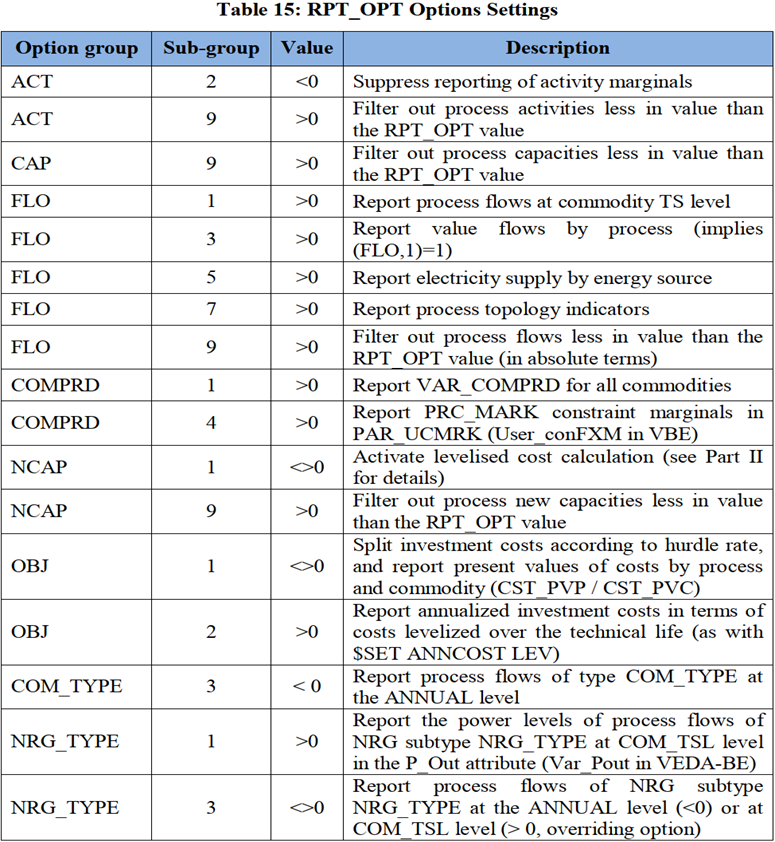 Table 15: RPT_OPT Options Settings
Option group Sub-group Value Description
ACT 2 <0 Suppress reporting of activity marginals
ACT 9 >0 Filter out process activities less in value than
the RPT_OPT value
CAP 9 >0 Filter out process capacities less in value than
the RPT_OPT value
FLO 1 >0 Report process flows at commodity TS level
FLO 3 >0 Report value flows by process (implies
(FLO,1)=1)
FLO 5 >0 Report electricity supply by energy source
FLO 7 >0 Report process topology indicators
FLO 9 >0 Filter out process flows less in value than the
RPT_OPT value (in absolute terms)
COMPRD 1 >0 Report VAR_COMPRD for all commodities
COMPRD 4 >0 Report PRC_MARK constraint marginals in
PAR_UCMRK (User_conFXM in VBE)
NCAP 1 <>0 Activate levelised cost calculation (see Part II
for details)
NCAP 9 >0 Filter out process new capacities less in value
than the RPT_OPT value
OBJ 1 <>0 Split investment costs according to hurdle rate,
and report present values of costs by process
and commodity (CST_PVP / CST_PVC)
OBJ 2 >0 Report annualized investment costs in terms of
costs levelized over the technical life (as with
$SET ANNCOST LEV)
COM_TYPE 3 < 0 Report process flows of type COM_TYPE at
the ANNUAL level
NRG_TYPE 1 >0 Report the power levels of process flows of
NRG subtype NRG_TYPE at COM_TSL level
in the P_Out attribute (Var_Pout in VEDA-BE)
NRG_TYPE 3 <>0 Report process flows of NRG subtype
NRG_TYPE at the ANNUAL level (<0) or at
COM_TSL level (> 0, overriding option)